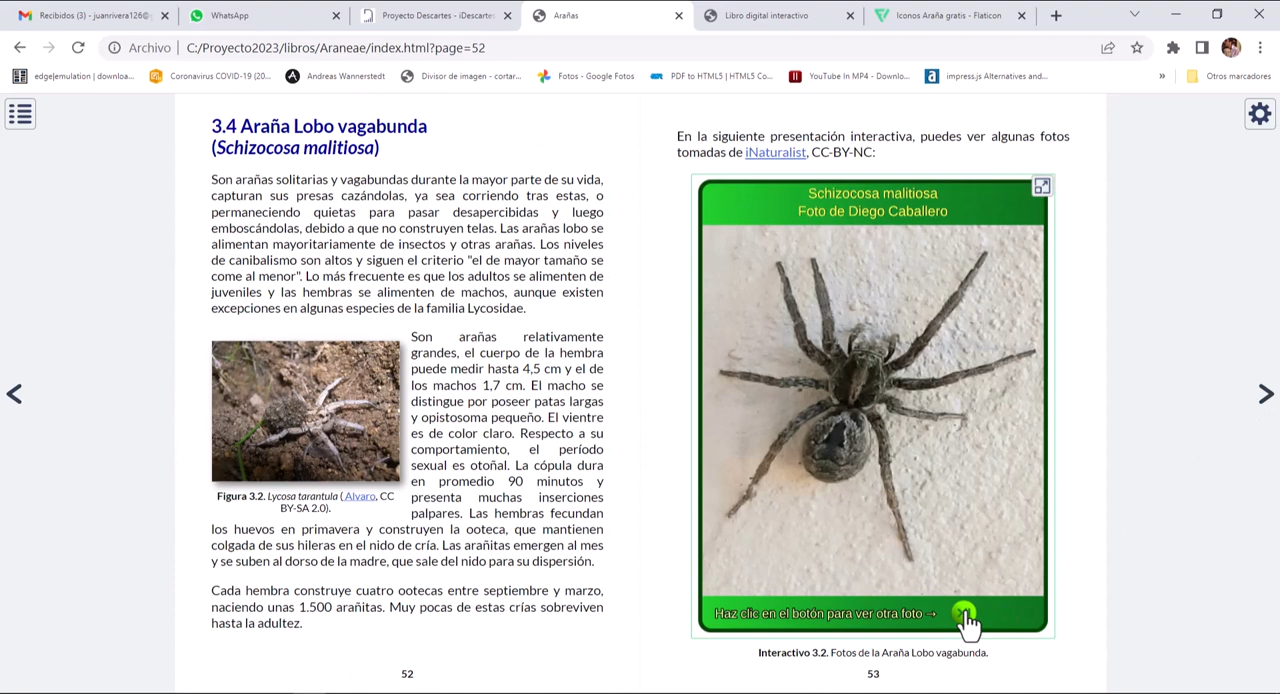 Recibidos (3) - juanrivera126@
WhatsApp
Proyecto Descartes - iDescartes
Arañas
Libro digital interactivo
Iconos Araña gratis - Flaticon
Archivo | C:/Proyecto2023/libros/Araneae/index.html?page=52
edge|emulation | downloa...
Coronavirus COVID-19 (20...
Andreas Wannerstedt
Divisor de imagen - cortar...
Fotos - Google Fotos
PDF to HTML5 | HTML5 Co...
YouTube In MP4 - Downlo...
impress.js Alternatives and...
»
Otros marcadores
3.4 Araña Lobo vagabunda
(Schizocosa malitiosa)
Son arañas solitarias y vagabundas durante la mayor parte de su vida,
capturan sus presas cazándolas, ya sea corriendo tras estas, o
permaneciendo quietas para pasar desapercibidas y luego
emboscándolas, debido a que no construyen telas. Las arañas lobo se
alimentan mayoritariamente de insectos y otras arañas. Los niveles
de canibalismo son altos y siguen el criterio "el de mayor tamaño se
come al menor". Lo más frecuente es que los adultos se alimenten de
juveniles y las hembras se alimenten de machos, aunque existen
excepciones en algunas especies de la familia Lycosidae.
Son arañas relativamente
grandes, el cuerpo de la hembra
puede medir hasta 4,5 cm y el de
los machos 1,7 cm. El macho se
distingue por poseer patas largas
y opistosoma pequeño. El vientre
es de color claro. Respecto a su
comportamiento, el período
sexual es otoñal. La cópula dura
en promedio 90 minutos y
presenta muchas inserciones
palpares. Las hembras fecundan
los huevos en primavera y construyen la ooteca, que mantienen
colgada de sus hileras en el nido de cría. Las arañitas emergen al mes
y se suben al dorso de la madre, que sale del nido para su dispersión.
Figura 3.2. Lycosa tarantula ( Alvaro, CC
BY-SA 2.0).
Cada hembra construye cuatro ootecas entre septiembre y marzo,
naciendo unas 1.500 arañitas. Muy pocas de estas crías sobreviven
hasta la adultez.
52
En la siguiente presentación interactiva, puedes ver algunas fotos
tomadas de iNaturalist, CC-BY-NC:
Schizocosa malitiosa
Foto de Diego Caballero
Haz clic en el botón para ver otra foto →
Interactivo 3.2. Fotos de la Araña Lobo vagabunda.
53